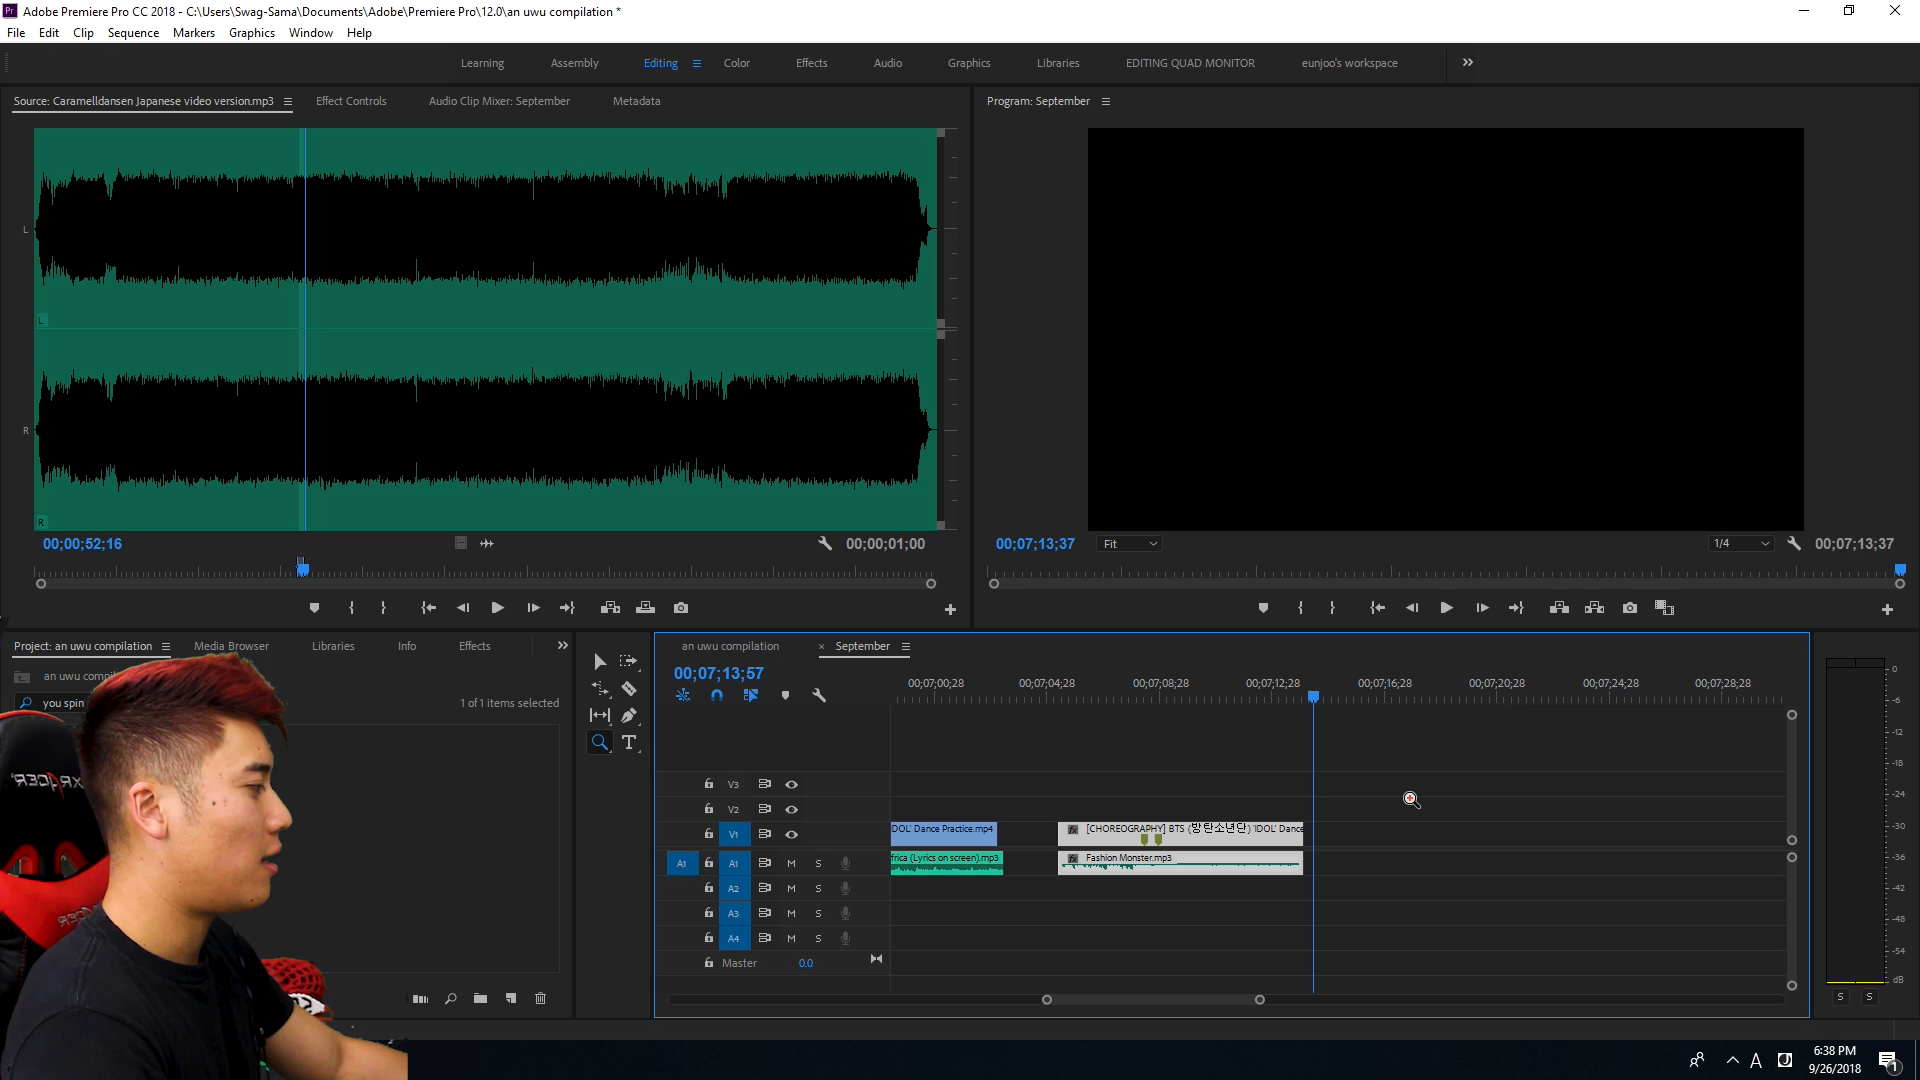 Pr Adobe Premiere Pro CC 2018 - C:\Users\Swag-Sama\Documents\Adobe\Premiere Pro\12.0\an uwu compilation *
File Edit Clip Sequence Markers Graphics Window Help
Learning Assembly Editing Color Effects Audio Graphics Libraries EDITING QUAD MONITOR eunjoo's workspace
Source: Caramelldansen Japanese video version.mp3 Effect Controls Audio Clip Mixer: September Metadata
Program: September
L
L
R
R
00;00;52;16 00;00;01;00
00;07;13;37 Fit 1/4 00;07;13;37
Project: an uwu compilation Media Browser Libraries Info Effects
an uwu compil
you spin
1 of 1 items selected
an uwu compilation × September
00;07;13;57
00;07;00;28 00;07;04;28 00;07;08;28 00;07;12;28 00;07;16;28 00;07;20;28 00;07;24;28 00;07;28;28
T
V3
V2
V1
IDOL' Dance Practice.mp4
fx [CHOREOGRAPHY] BTS (방탄소년단) 'IDOL' Dance
A1 A1 M S
frica (Lyrics on screen).mp3
fx Fashion Monster.mp3
A2 M S
A3 M S
A4 M S
Master 0.0
0
-6
-12
-18
-24
-30
-36
-42
-48
-54
dB
S S
A J
6:38 PM
9/26/2018
1